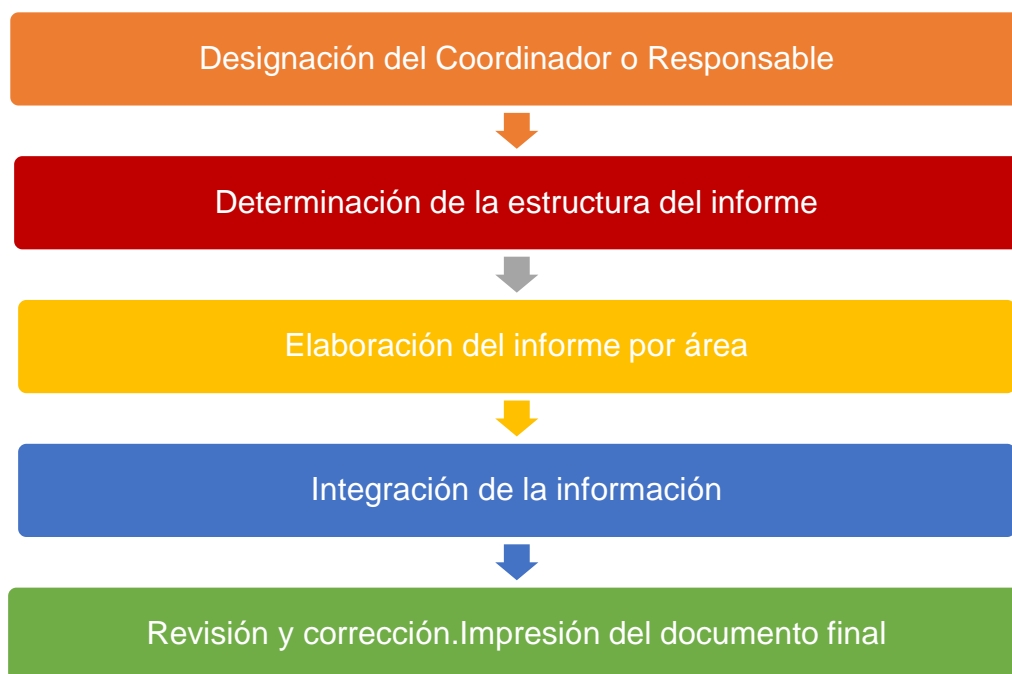 Designación del Coordinador o Responsable
Determinación de la estructura del informe
Elaboración del informe por área
Integración de la información
Revisión y corrección.Impresión del documento final